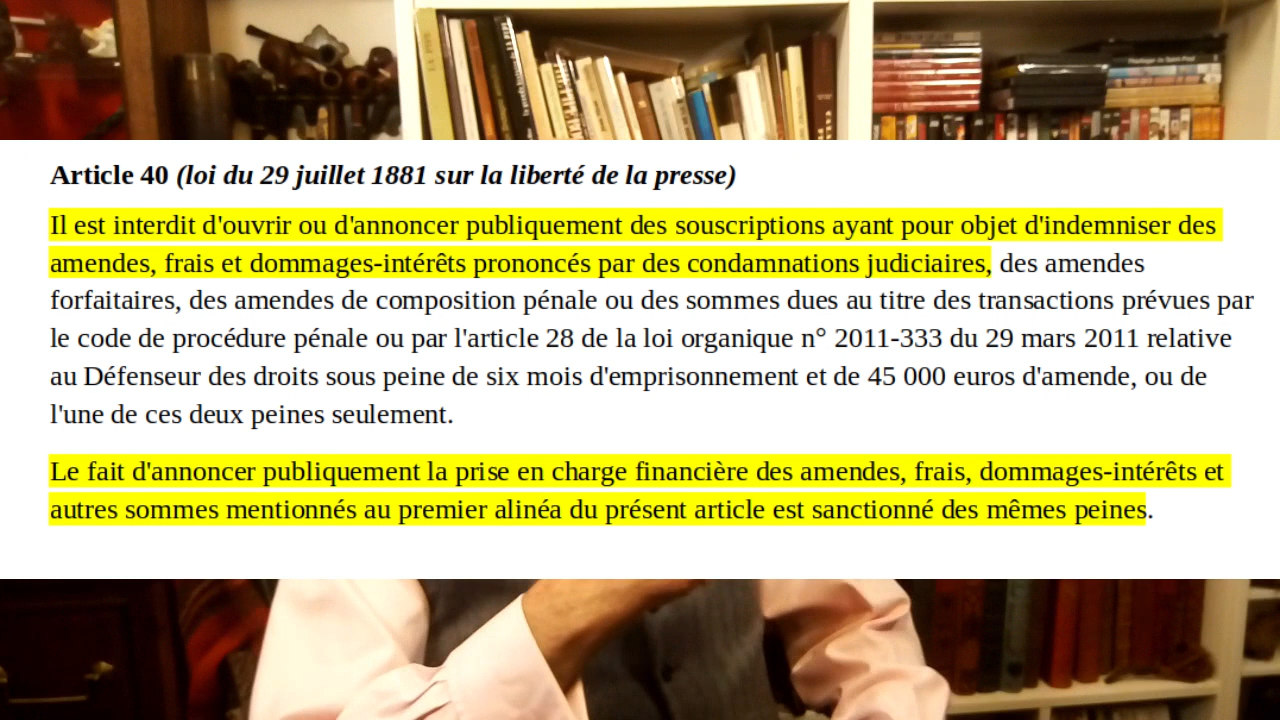 Article 40 (loi du 29 juillet 1881 sur la liberté de la presse)
Il est interdit d'ouvrir ou d'annoncer publiquement des souscriptions ayant pour objet d'indemniser des
amendes, frais et dommages-intérêts prononcés par des condamnations judiciaires, des amendes
forfaitaires, des amendes de composition pénale ou des sommes dues au titre des transactions prévues par
le code de procédure pénale ou par l'article 28 de la loi organique n° 2011-333 du 29 mars 2011 relative
au Défenseur des droits sous peine de six mois d'emprisonnement et de 45 000 euros d'amende, ou de
l'une de ces deux peines seulement.
Le fait d'annoncer publiquement la prise en charge financière des amendes, frais, dommages-intérêts et
autres sommes mentionnés au premier alinéa du présent article est sanctionné des mêmes peines.